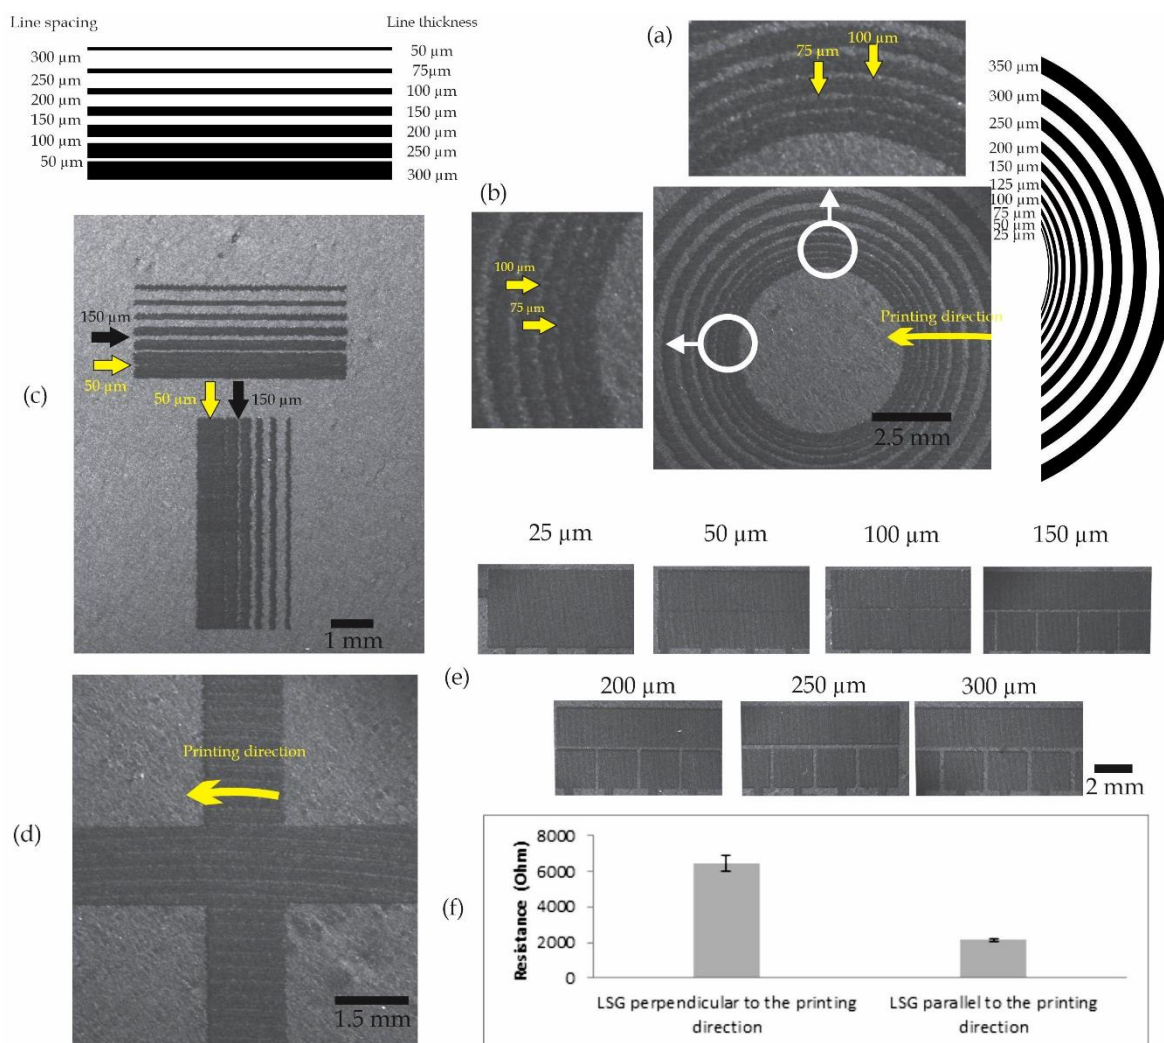 Line spacing
Line thickness
300 µm
250 µm
200 µm
150 µm
100 µm
50 µm
50 µm
75µm
100 µm
150 µm
200 µm
250 µm
300 µm
(a)
75 µm
100 µm
350 µm
300 µm
250 µm
200 µm
150 µm
125 µm
100 µm
75 µm
50 µm
25 µm
(b)
100 µm
75 µm
Printing direction
2.5 mm
(c)
150 µm
50 µm
50 µm
150 µm
1 mm
25 µm
50 µm
100 µm
150 µm
(e)
200 µm
250 µm
300 µm
2 mm
(d)
Printing direction
1.5 mm
(f)
Resistance (Ohm)
8000
6000
4000
2000
0
LSG perpendicular to the printing
direction
LSG parallel to the printing
direction